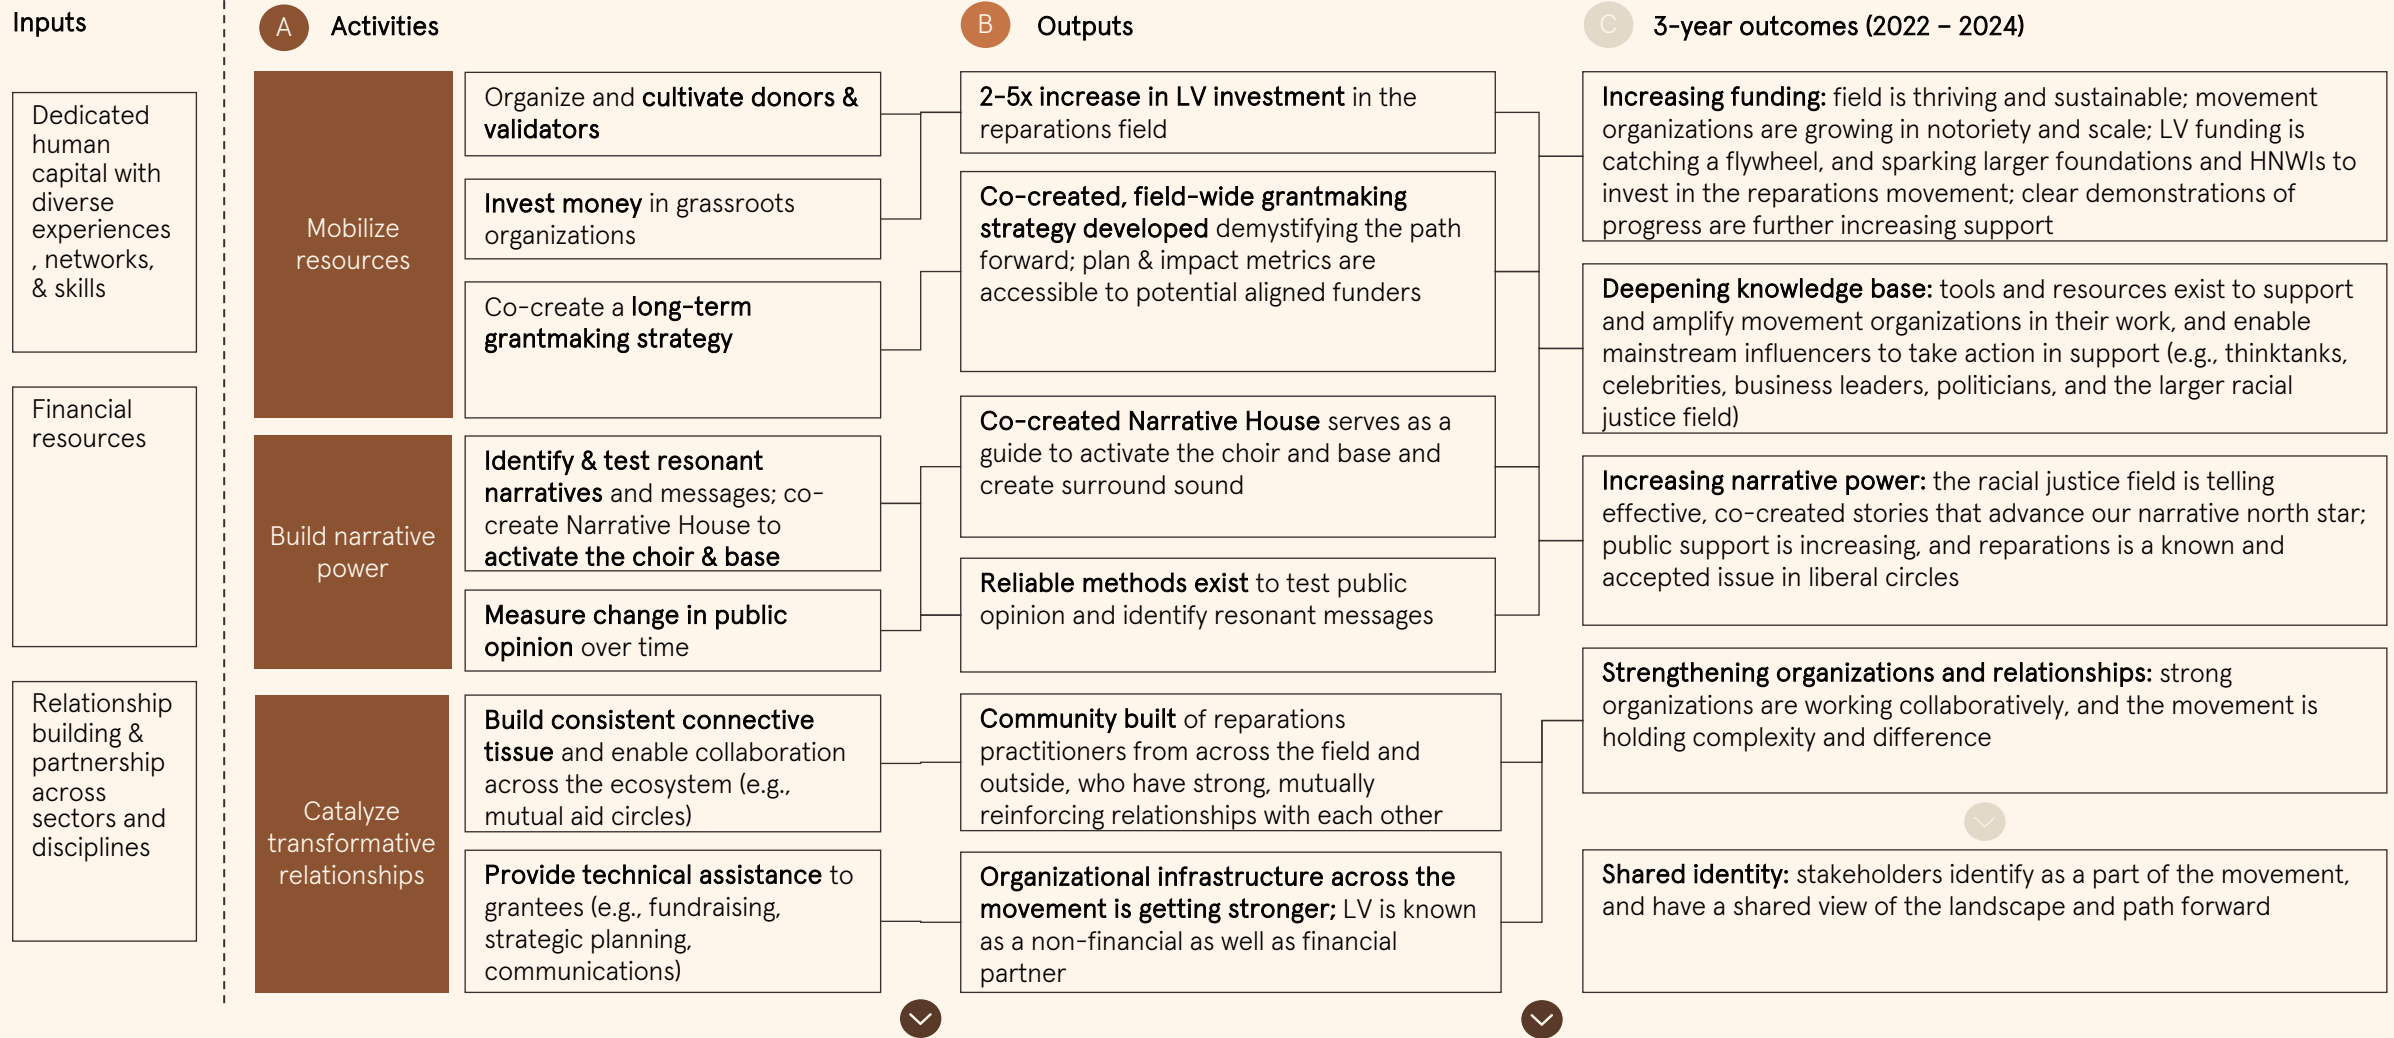 Inputs
Dedicated
human
capital with
diverse
experiences
, networks,
& skills
Financial
resources
Relationship
building &
partnership
across
sectors and
disciplines
A
Activities
Mobilize
resources
Organize and cultivate donors &
validators
Invest money in grassroots
organizations
Co-create a long-term
grantmaking strategy
Build narrative
power
Identify & test resonant
narratives and messages; co-
create Narrative House to
activate the choir & base
Measure change in public
opinion over time
Catalyze
transformative
relationships
Build consistent connective
tissue and enable collaboration
across the ecosystem (e.g.,
mutual aid circles)
Provide technical assistance to
grantees (e.g., fundraising,
strategic planning,
communications)
B
Outputs
2-5x increase in LV investment in the
reparations field
Co-created, field-wide grantmaking
strategy developed demystifying the path
forward; plan & impact metrics are
accessible to potential aligned funders
Co-created Narrative House serves as a
guide to activate the choir and base and
create surround sound
Reliable methods exist to test public
opinion and identify resonant messages
Community built of reparations
practitioners from across the field and
outside, who have strong, mutually
reinforcing relationships with each other
Organizational infrastructure across the
movement is getting stronger; LV is known
as a non-financial as well as financial
partner
C
3-year outcomes (2022 – 2024)
Increasing funding: field is thriving and sustainable; movement
organizations are growing in notoriety and scale; LV funding is
catching a flywheel, and sparking larger foundations and HNWIs to
invest in the reparations movement; clear demonstrations of
progress are further increasing support
Deepening knowledge base: tools and resources exist to support
and amplify movement organizations in their work, and enable
mainstream influencers to take action in support (e.g., thinktanks,
celebrities, business leaders, politicians, and the larger racial
justice field)
Increasing narrative power: the racial justice field is telling
effective, co-created stories that advance our narrative north star;
public support is increasing, and reparations is a known and
accepted issue in liberal circles
Strengthening organizations and relationships: strong
organizations are working collaboratively, and the movement is
holding complexity and difference
Shared identity: stakeholders identify as a part of the movement,
and have a shared view of the landscape and path forward